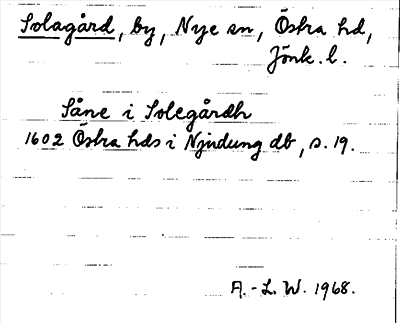 Solagård, by, Nye sn, Östra hd,
Jönk. l.
Såne i Solegårdh
1602 Östra hds i Njudung db, s. 19.
A.-L. W. 1968.